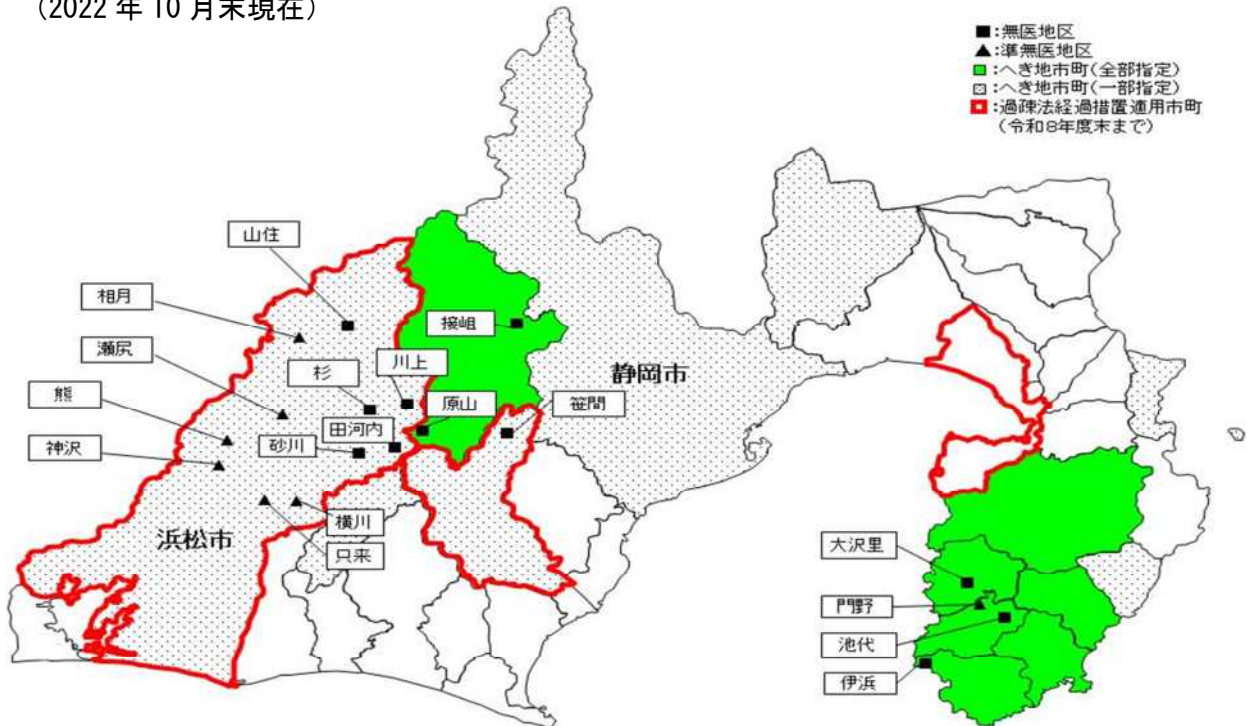 （2022 年 10 月末現在）
■：無医地区
▲：準無医地区
：へき地市町（全部指定）
：へき地市町（一部指定）
：過疎法経過措置適用市町
（令和8年度末まで）
山住
相月
接岨
瀬尻
川上
杉
静岡市
熊
原山
笹間
田河内
砂川
神沢
横川
浜松市
只来
大沢里
門野
池代
伊浜